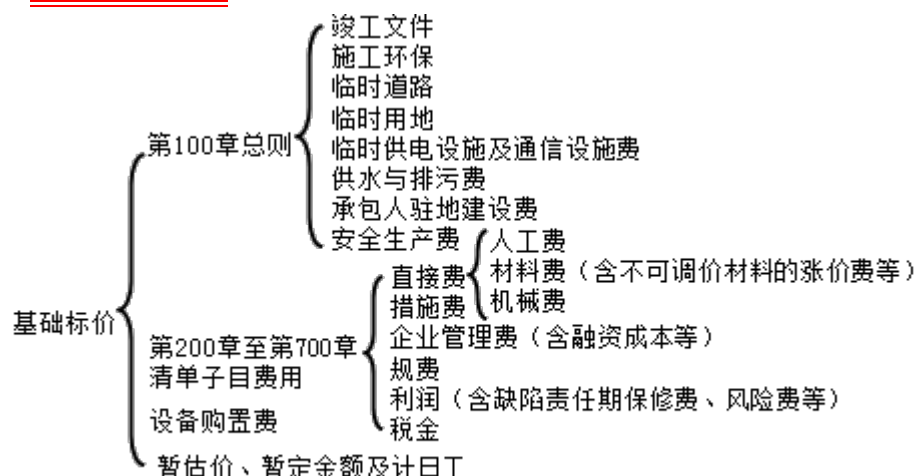 竣工文件
施工环保
临时道路
临时用地
第100章总则
临时供电设施及通信设施费
供水与排污费
承包人驻地建设费
安全生产费
人工费
直接费
材料费（含不可调价材料的涨价费等）
措施费
机械费
基础标价
企业管理费（含融资成本等）
第200章至第700章
清单子目费用
规费
利润（含缺陷责任期保修费、风险费等）
设备购置费
税金
暂估价、暂定金额及计日工